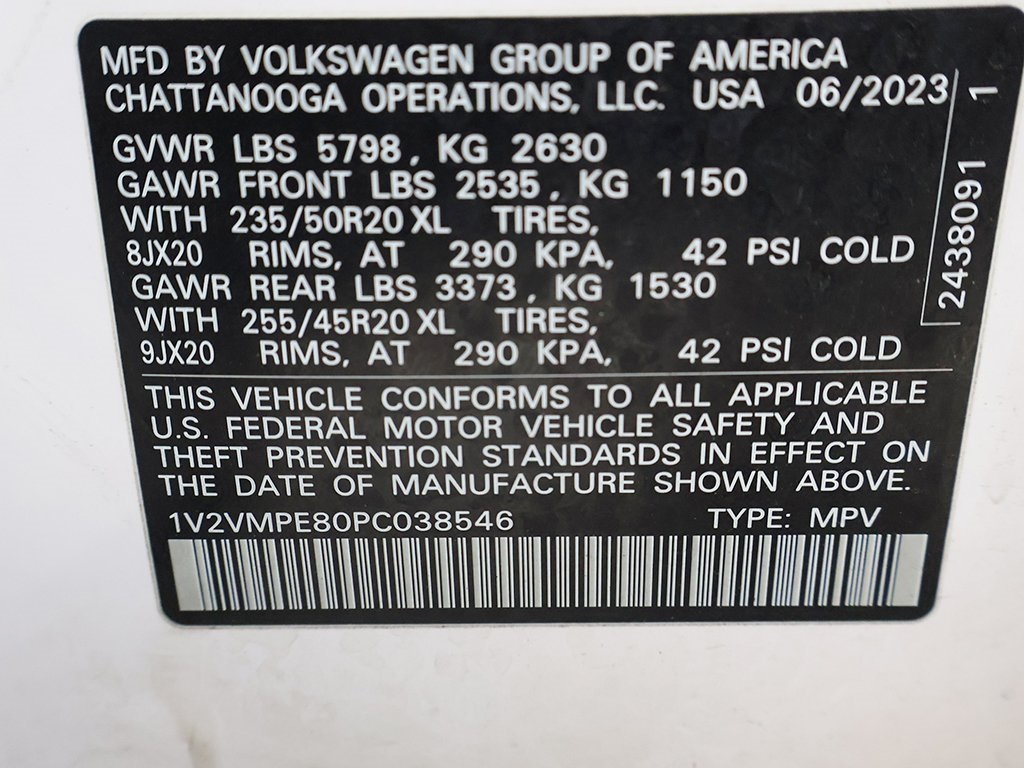 MFD BY VOLKSWAGEN GROUP OF AMERICA
CHATTANOOGA OPERATIONS, LLC. USA 06/2023
GVWR LBS 5798, KG 2630
GAWR FRONT LBS 2535, KG 1150
WITH 235/50R20 XL TIRES,
8JX20 RIMS, AT 290 KPA, 42 PSI COLD
GAWR REAR LBS 3373, KG 1530
WITH 255/45R20 XL TIRES,
9JX20 RIMS, AT 290 KPA, 42 PSI COLD
2438091 1
THIS VEHICLE CONFORMS TO ALL APPLICABLE
U.S. FEDERAL MOTOR VEHICLE SAFETY AND
THEFT PREVENTION STANDARDS IN EFFECT ON
THE DATE OF MANUFACTURE SHOWN ABOVE.
1V2VMPE80PC038546 TYPE: MPV